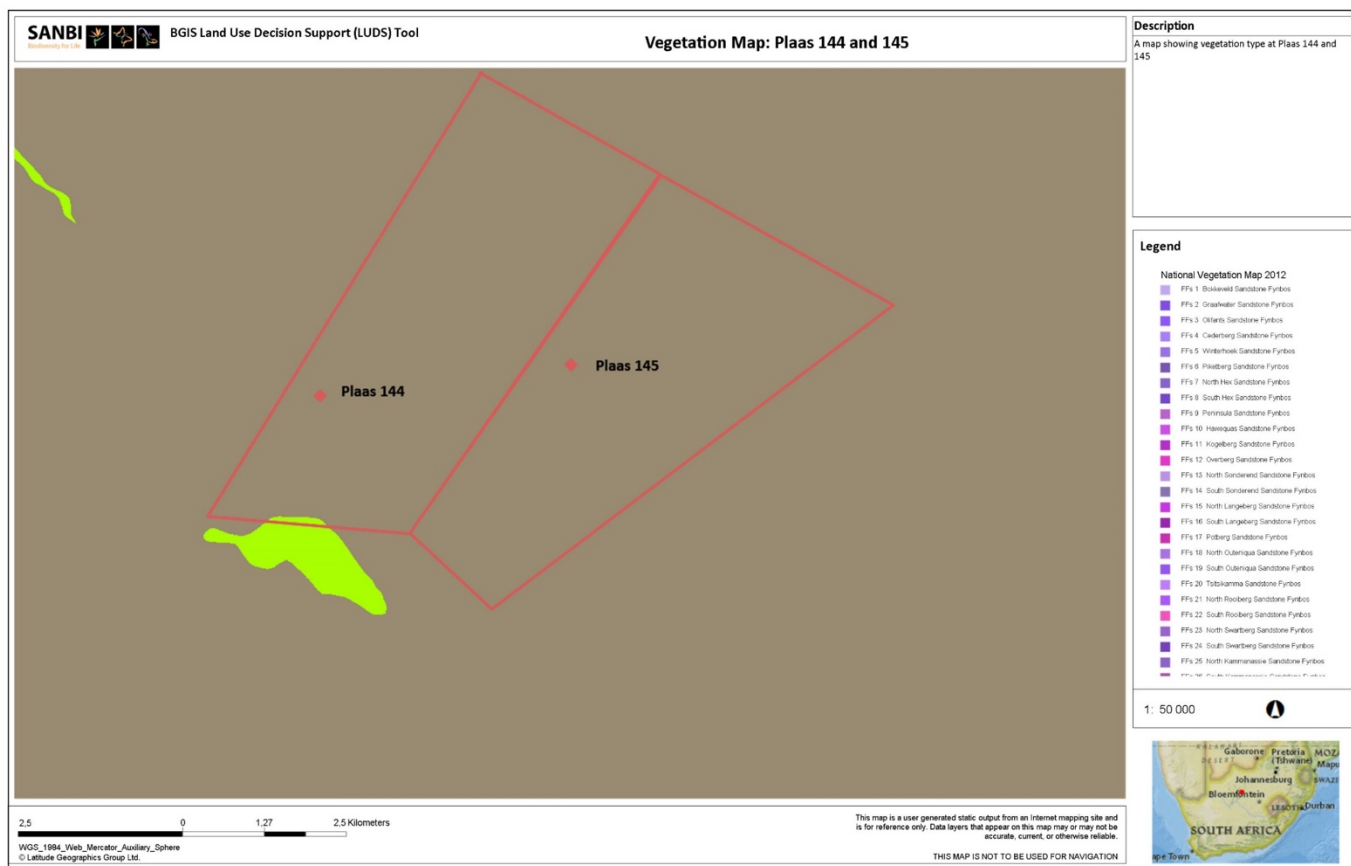 SANBI
Biodiversity for Life
BGIS Land Use Decision Support (LUDS) Tool
Vegetation Map: Plaas 144 and 145
Plaas 144
Plaas 145
Description
A map showing vegetation type at Plaas 144 and
145
Legend
National Vegetation Map 2012
FFs 1 Bokkeveld Sandstone Fynbos
FFs 2 Graafwater Sandstone Fynbos
FFs 3 Olifants Sandstone Fynbos
FFs 4 Cederberg Sandstone Fynbos
FFs 5 Winterhoek Sandstone Fynbos
FFs 6 Piketberg Sandstone Fynbos
FFs 7 North Hex Sandstone Fynbos
FFs 8 South Hex Sandstone Fynbos
FFs 9 Peninsula Sandstone Fynbos
FFs 10 Hawequas Sandstone Fynbos
FFs 11 Kogelberg Sandstone Fynbos
FFs 12 Overberg Sandstone Fynbos
FFs 13 North Sonderend Sandstone Fynbos
FFs 14 South Sonderend Sandstone Fynbos
FFs 15 North Langeberg Sandstone Fynbos
FFs 16 South Langeberg Sandstone Fynbos
FFs 17 Potberg Sandstone Fynbos
FFs 18 North Outeniqua Sandstone Fynbos
FFs 19 South Outeniqua Sandstone Fynbos
FFs 20 Tsitsikamma Sandstone Fynbos
FFs 21 North Rooiberg Sandstone Fynbos
FFs 22 South Rooiberg Sandstone Fynbos
FFs 23 North Swartberg Sandstone Fynbos
FFs 24 South Swartberg Sandstone Fynbos
FFs 25 North Kammanassie Sandstone Fynbos
1: 50 000
Gaborone Pretoria MOZ
DESERT (Tshwane) Mapu
Johannesburg SWAZI
Bloemfontein
LESOTHO Durban
SOUTH AFRICA
ape Town
2,5 0 1,27 2,5 Kilometers
WGS_1984_Web_Mercator_Auxiliary_Sphere
© Latitude Geographics Group Ltd.
This map is a user generated static output from an Internet mapping site and
is for reference only. Data layers that appear on this map may or may not be
accurate, current, or otherwise reliable.
THIS MAP IS NOT TO BE USED FOR NAVIGATION